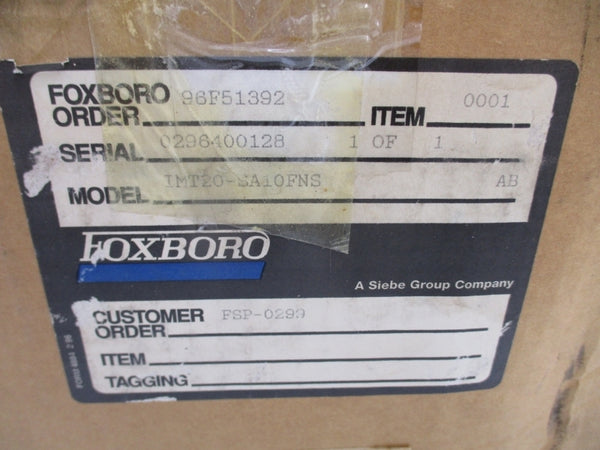 FOXBORO 96F51392 ITEM 0001
ORDER
SERIAL 0296400128 1 OF 1
MODEL IMT20-SA10FNS AB
FOXBORO
A Siebe Group Company
CUSTOMER FSP-0299
ORDER
ITEM
TAGGING